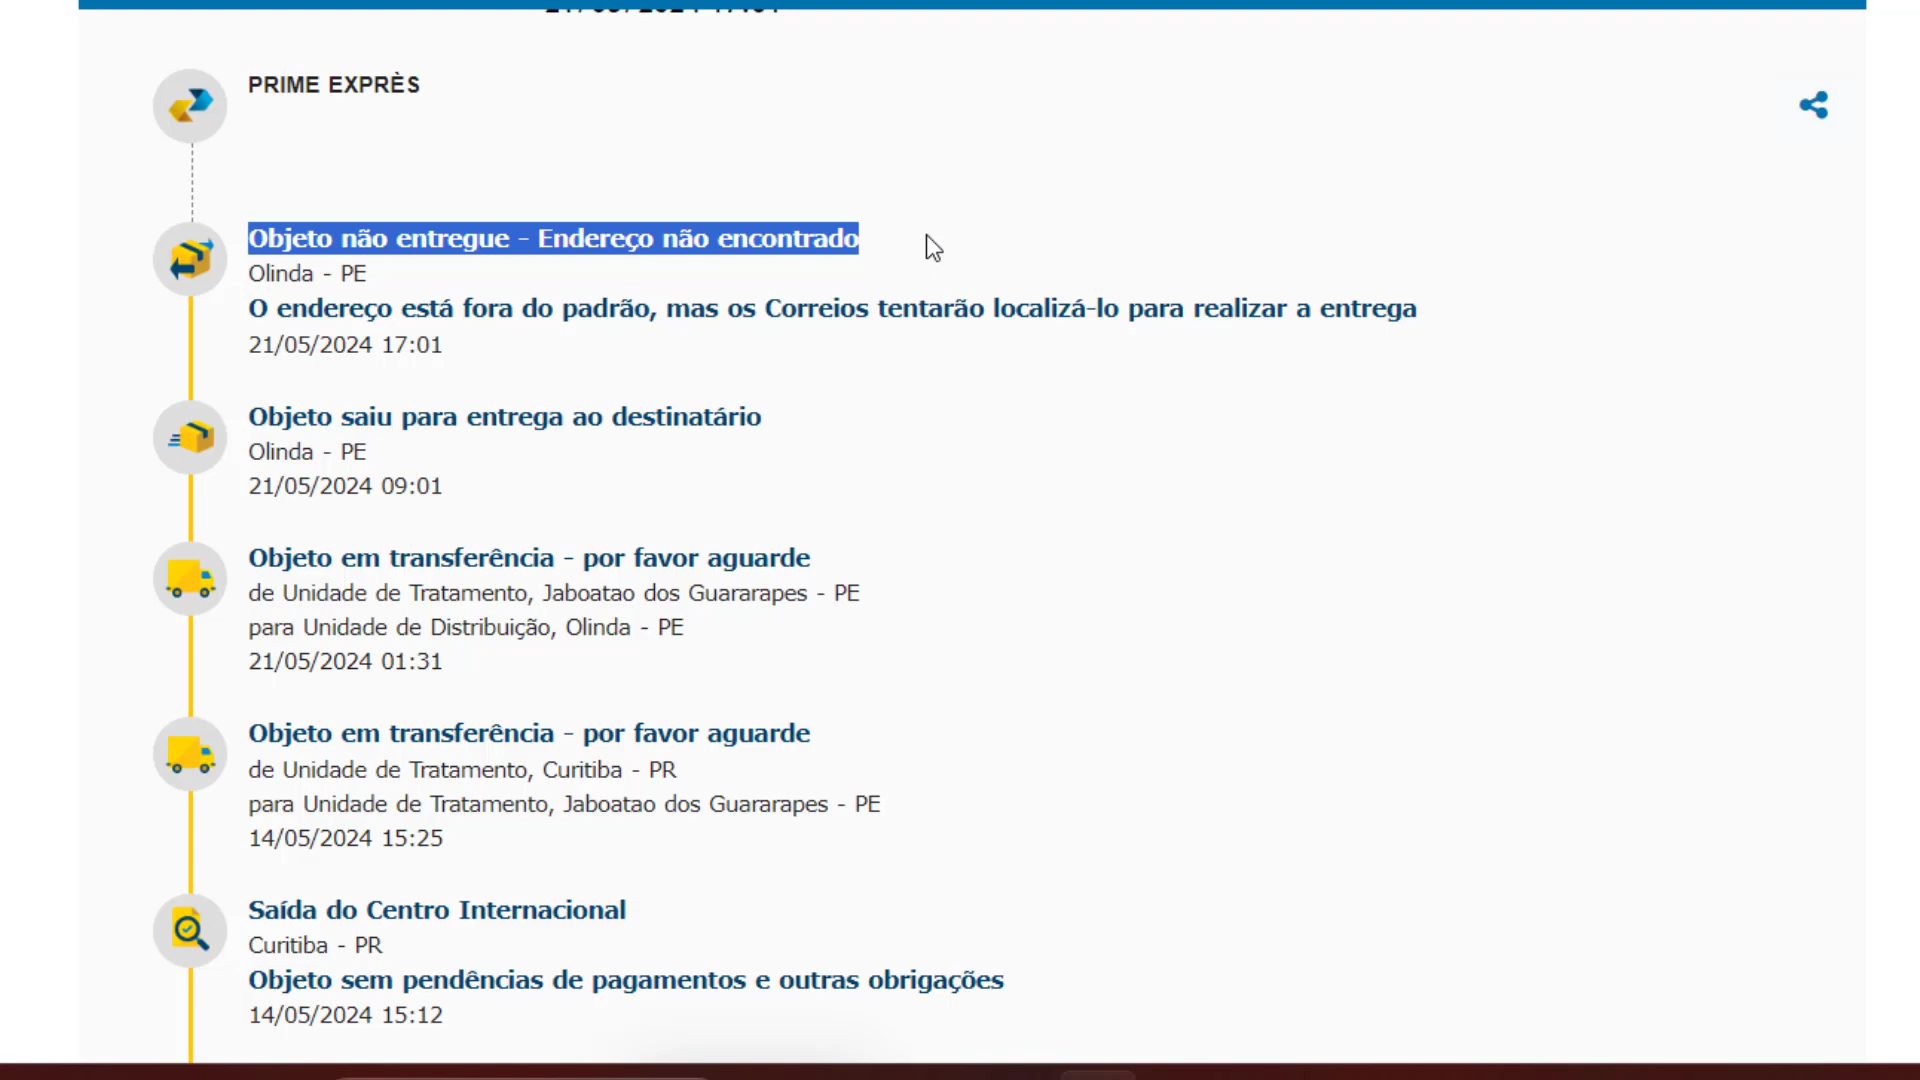 PRIME EXPRÈS
Objeto não entregue - Endereço não encontrado
Olinda - PE
O endereço está fora do padrão, mas os Correios tentarão localizá-lo para realizar a entrega
21/05/2024 17:01
Objeto saiu para entrega ao destinatário
Olinda - PE
21/05/2024 09:01
Objeto em transferência - por favor aguarde
de Unidade de Tratamento, Jaboatao dos Guararapes - PE
para Unidade de Distribuição, Olinda - PE
21/05/2024 01:31
Objeto em transferência - por favor aguarde
de Unidade de Tratamento, Curitiba - PR
para Unidade de Tratamento, Jaboatao dos Guararapes - PE
14/05/2024 15:25
Saída do Centro Internacional
Curitiba - PR
Objeto sem pendências de pagamentos e outras obrigações
14/05/2024 15:12